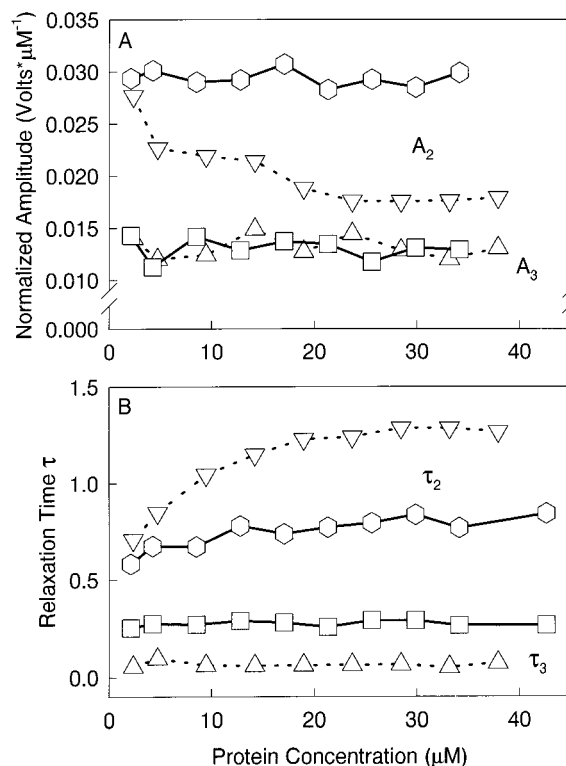 A
Normalized Amplitude (Volts*μM⁻¹)
0.035
0.030
0.025
0.020
0.015
0.010
0.000
A₂
A₃
0 10 20 30 40
B
Relaxation Time τ
1.5
1.0
0.5
0.0
τ₂
τ₃
0 10 20 30 40
Protein Concentration (μM)